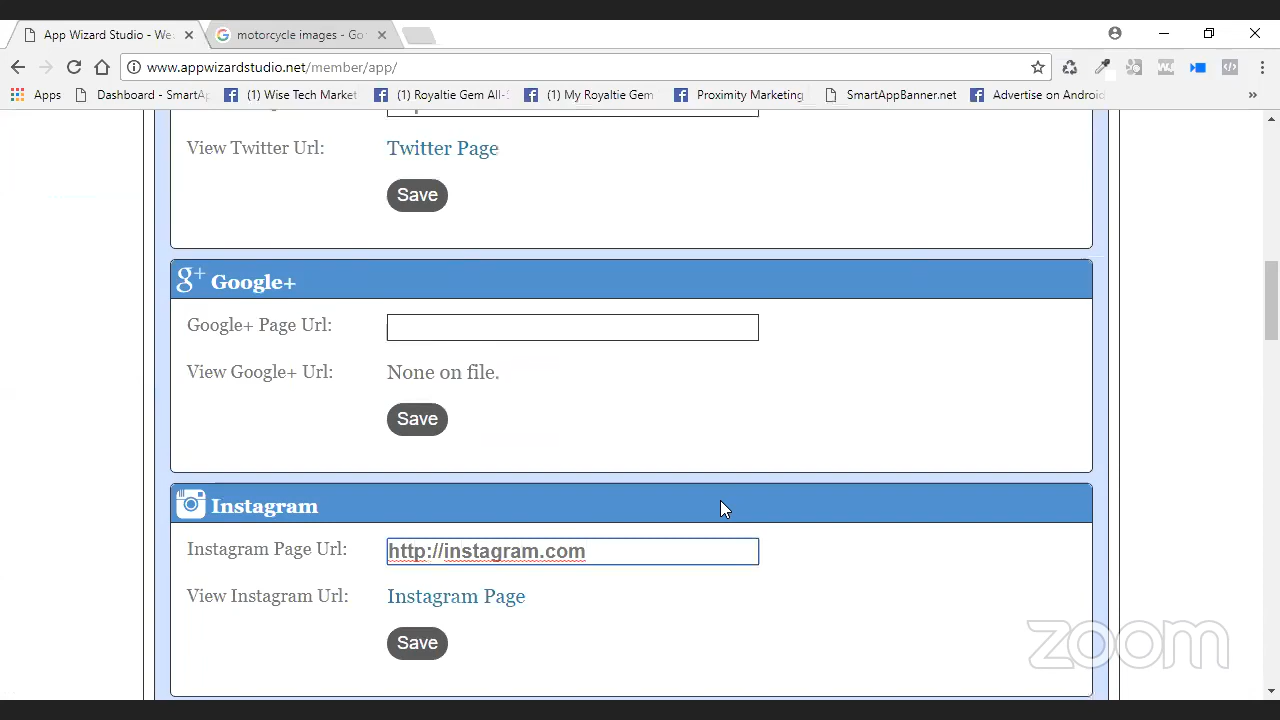 App Wizard Studio - We
motorcycle images - Go
www.appwizardstudio.net/member/app/
Apps
Dashboard - SmartAp
(1) Wise Tech Market
(1) Royaltie Gem All-S
(1) My Royaltie Gem
Proximity Marketing
SmartAppBanner.net
Advertise on Android
»
View Twitter Url:
Twitter Page
Save
g+ Google+
Google+ Page Url:
View Google+ Url:
None on file.
Save
Instagram
Instagram Page Url:
http://instagram.com
View Instagram Url:
Instagram Page
Save
zoom